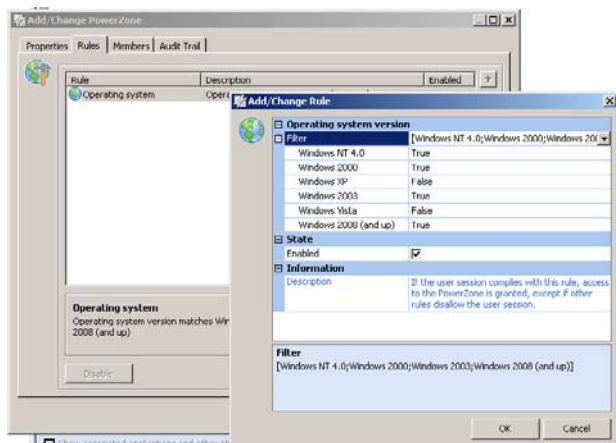 Add/Change PowerZone
Properties Rules Members Audit Trail
Rule Description Enabled
Operating system Opera
Add/Change Rule
Operating system version
Filter [Windows NT 4.0;Windows 2000;Windows 20
Windows NT 4.0 True
Windows 2000 True
Windows XP False
Windows 2003 True
Windows Vista False
Windows 2008 (and up) True
State
Enabled
Information
Description If the user session complies with this rule, access
to the PowerZone is granted, except if other
rules disallow the user session.
Operating system
Operating system version matches Win
2008 (and up)
Disable
Filter
[Windows NT 4.0;Windows 2000;Windows 2003;Windows 2008 (and up)]
OK Cancel